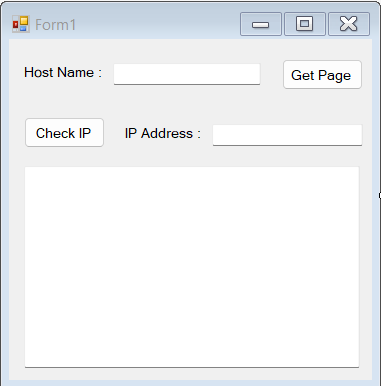 Form1
Host Name :
Get Page
Check IP
IP Address :